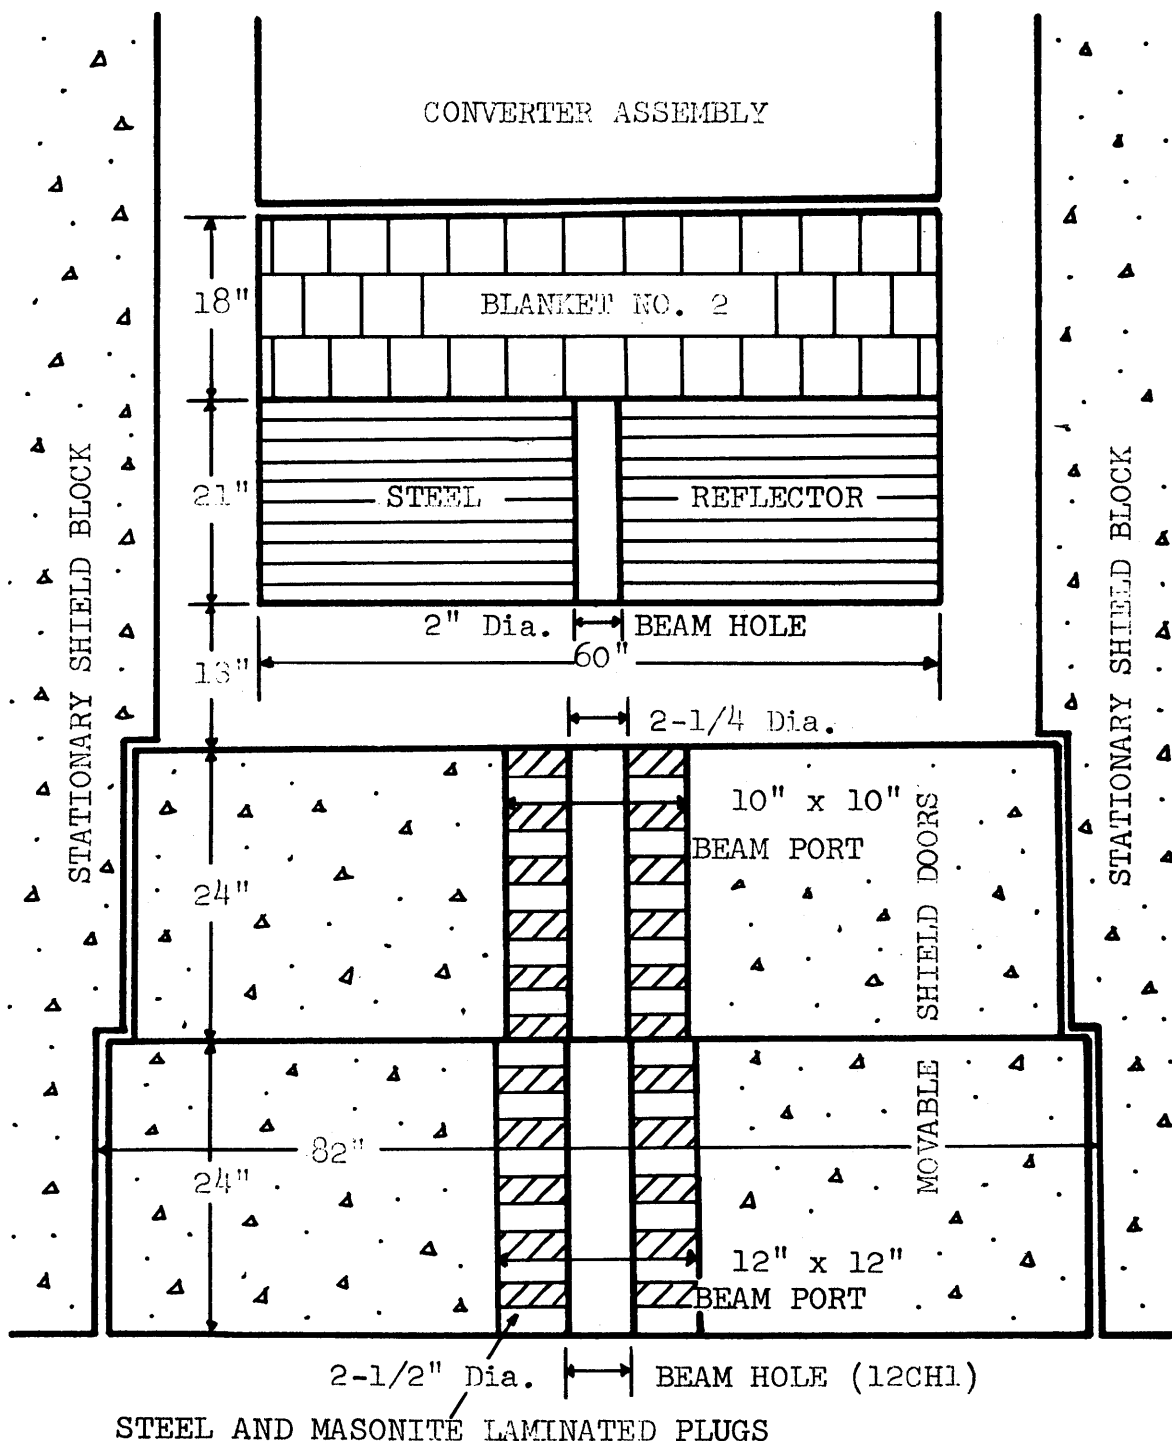 CONVERTER ASSEMBLY
18"
BLANKET NO. 2
21"
STEEL
REFLECTOR
STATIONARY SHIELD BLOCK
STATIONARY SHIELD BLOCK
2" Dia.
BEAM HOLE
60"
2-1/4 Dia.
10" x 10"
BEAM PORT
24"
MOVABLE SHIELD DOORS
82"
24"
12" x 12"
BEAM PORT
2-1/2" Dia.
BEAM HOLE (12CH1)
STEEL AND MASONITE LAMINATED PLUGS